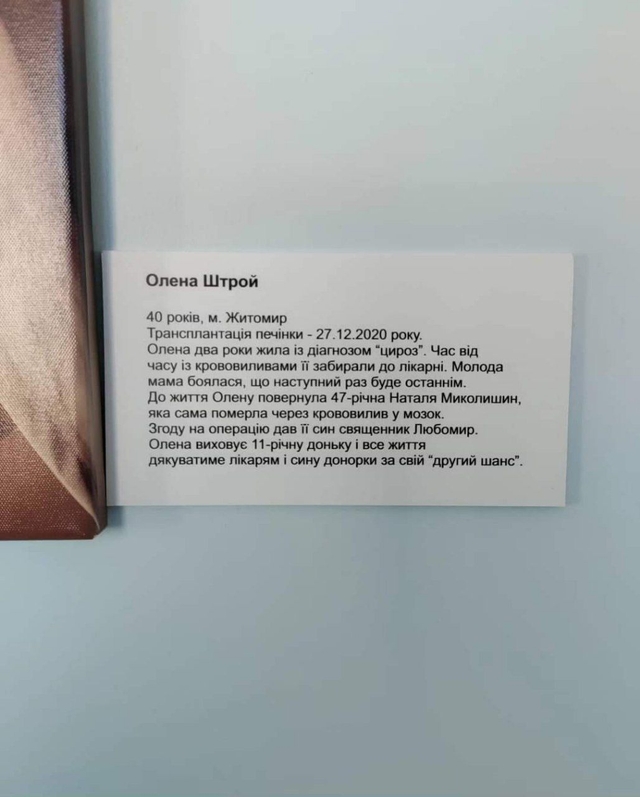 Олена Штрой
40 років, м. Житомир
Трансплантація печінки - 27.12.2020 року.
Олена два роки жила із діагнозом “цироз”. Час від
часу із крововиливами її забирали до лікарні. Молода
мама боялася, що наступний раз буде останнім.
До життя Олену повернула 47-річна Наталя Миколишин,
яка сама померла через крововилив у мозок.
Згоду на операцію дав її син священник Любомир.
Олена виховує 11-річну доньку і все життя
дякуватиме лікарям і сину донорки за свій “другий шанс”.